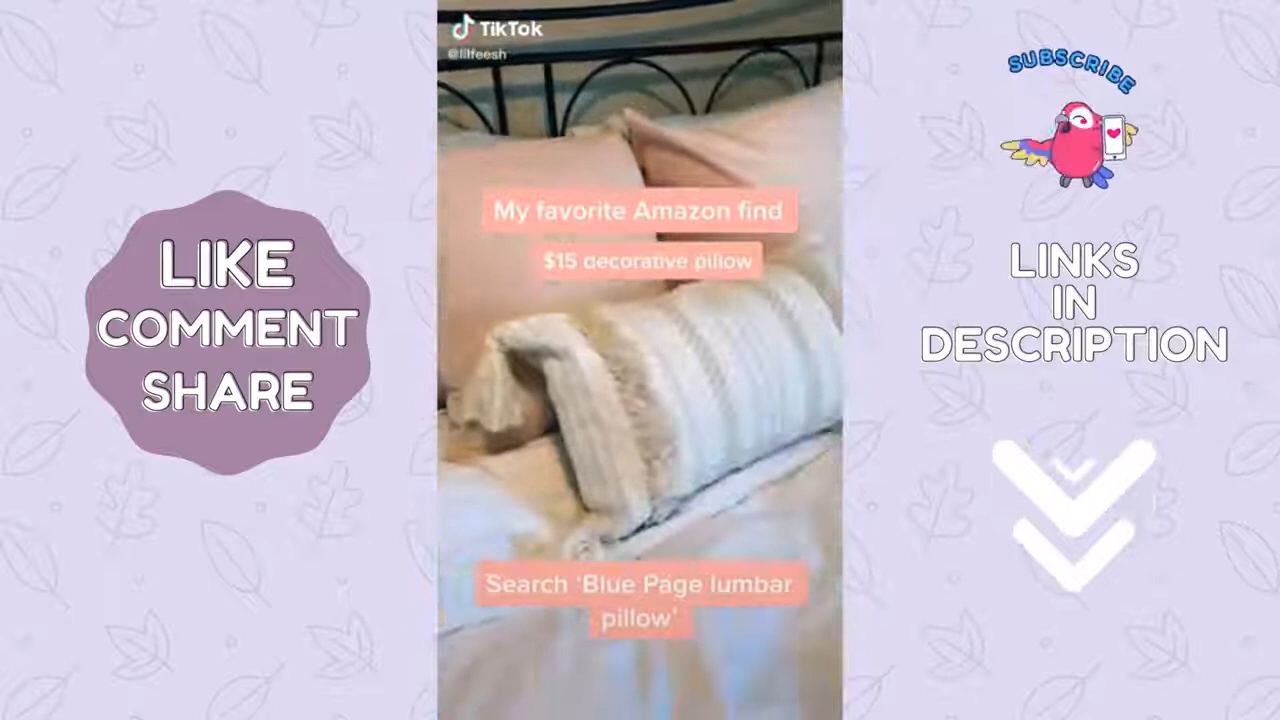 TikTok
@lilfeesh
My favorite Amazon find
$15 decorative pillow
Search 'Blue Page lumbar
pillow'
LIKE
COMMENT
SHARE
SUBSCRIBE
LINKS
IN
DESCRIPTION